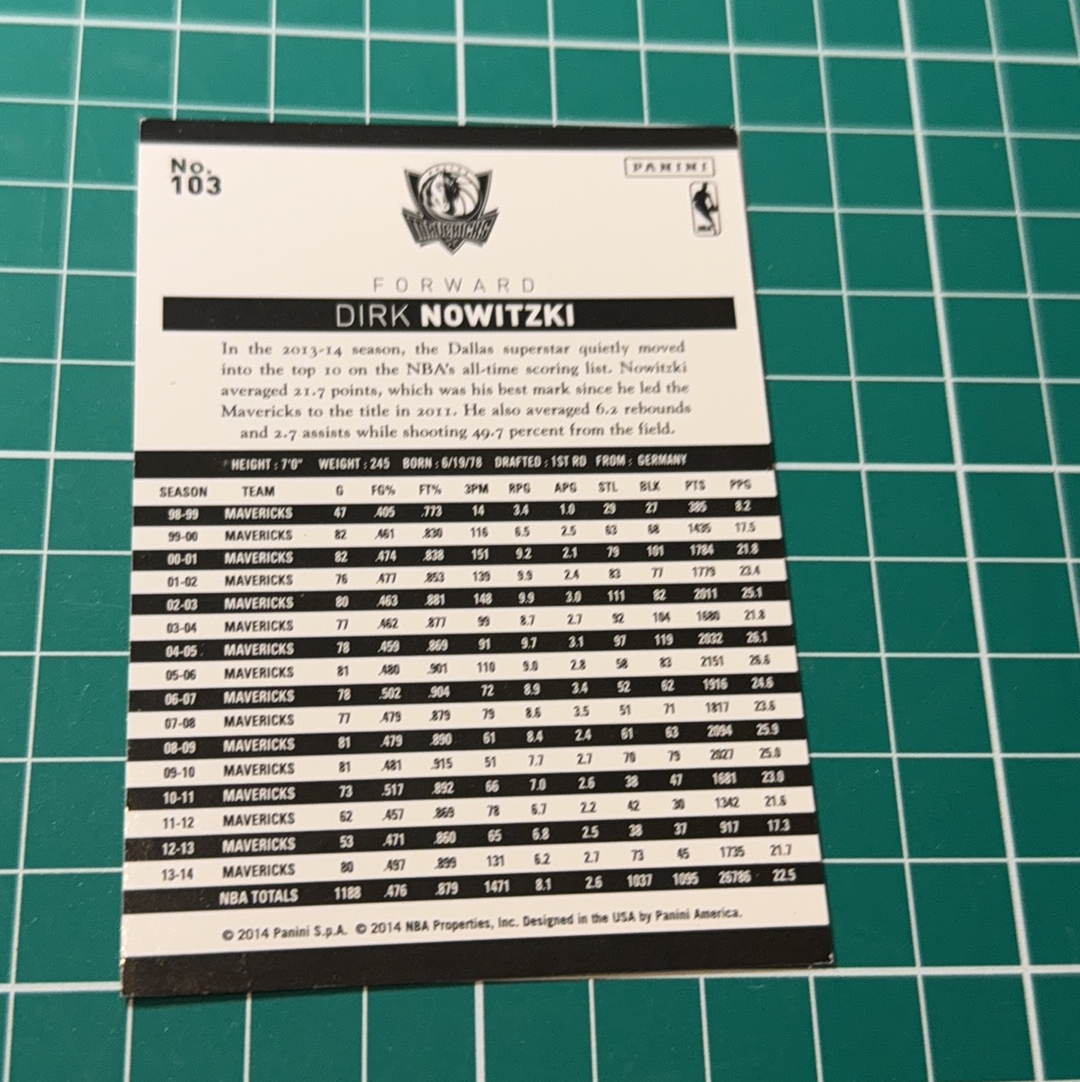 No.
103
PANINI
MAVERICKS
FORWARD
DIRK NOWITZKI
In the 2013-14 season, the Dallas superstar quietly moved
into the top 10 on the NBA's all-time scoring list. Nowitzki
averaged 21.7 points, which was his best mark since he led the
Mavericks to the title in 2011. He also averaged 6.2 rebounds
and 2.7 assists while shooting 49.7 percent from the field.
HEIGHT : 7'0" WEIGHT : 245 BORN : 6/19/78 DRAFTED : 1ST RD FROM : GERMANY
SEASON TEAM G FG% FT% 3PM RPG APG STL BLK PTS PPG
98-99 MAVERICKS 47 .405 .773 14 3.4 1.0 29 27 385 8.2
99-00 MAVERICKS 82 .461 .830 116 6.5 2.5 63 68 1435 17.5
00-01 MAVERICKS 82 .474 .838 151 9.2 2.1 79 101 1784 21.8
01-02 MAVERICKS 76 .477 .853 139 9.9 2.4 83 77 1779 23.4
02-03 MAVERICKS 80 .463 .881 148 9.9 3.0 111 82 2011 25.1
03-04 MAVERICKS 77 .462 .877 99 8.7 2.7 92 104 1680 21.8
04-05 MAVERICKS 78 .459 .869 91 9.7 3.1 97 119 2032 26.1
05-06 MAVERICKS 81 .480 .901 110 9.0 2.8 58 83 2151 26.6
06-07 MAVERICKS 78 .502 .904 72 8.9 3.4 52 62 1916 24.6
07-08 MAVERICKS 77 .479 .879 79 8.6 3.5 51 71 1817 23.6
08-09 MAVERICKS 81 .479 .890 61 8.4 2.4 61 63 2094 25.9
09-10 MAVERICKS 81 .481 .915 51 7.7 2.7 70 79 2027 25.0
10-11 MAVERICKS 73 .517 .892 66 7.0 2.6 38 47 1681 23.0
11-12 MAVERICKS 62 .457 .869 78 6.7 2.2 42 30 1342 21.6
12-13 MAVERICKS 53 .471 .860 65 6.8 2.5 38 37 917 17.3
13-14 MAVERICKS 80 .497 .899 131 6.2 2.7 73 45 1735 21.7
NBA TOTALS 1188 .476 .879 1471 8.1 2.6 1037 1095 26786 22.5
© 2014 Panini S.p.A. © 2014 NBA Properties, Inc. Designed in the USA by Panini America.